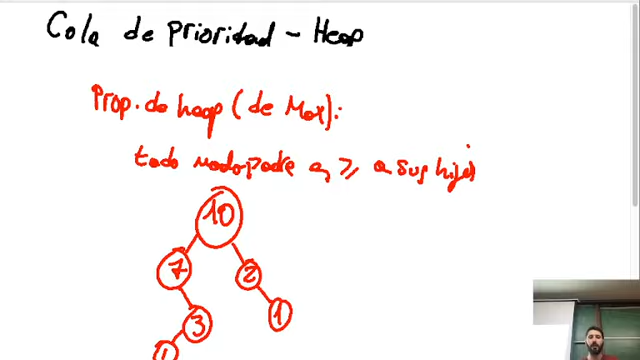 Cola de prioridad - Heap
Prop. de heap (de Max):
todo nodo padre es >= a sus hijos
10
7 2
3 1